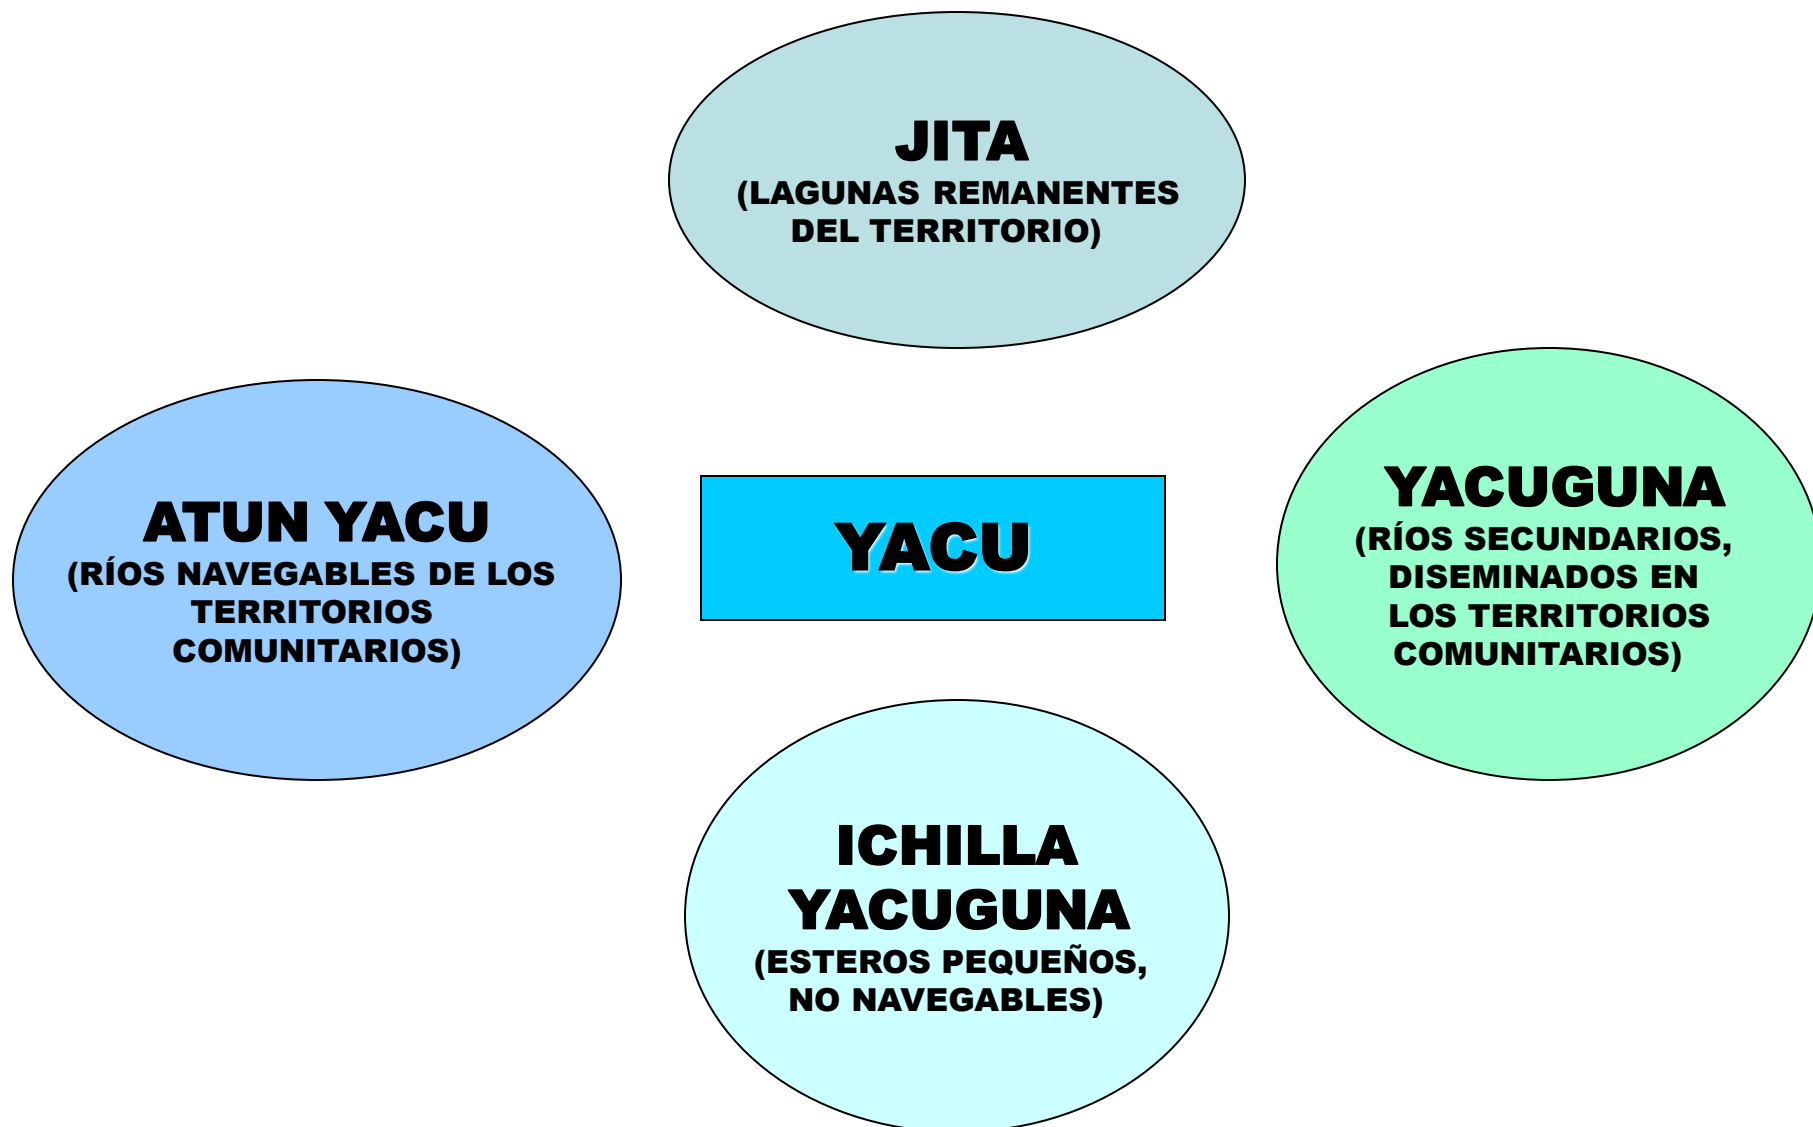 JITA
(LAGUNAS REMANENTES
DEL TERRITORIO)
ATUN YACU
(RÍOS NAVEGABLES DE LOS
TERRITORIOS
COMUNITARIOS)
YACU
YACUGUNA
(RÍOS SECUNDARIOS,
DISEMINADOS EN
LOS TERRITORIOS
COMUNITARIOS)
ICHILLA
YACUGUNA
(ESTEROS PEQUEÑOS,
NO NAVEGABLES)